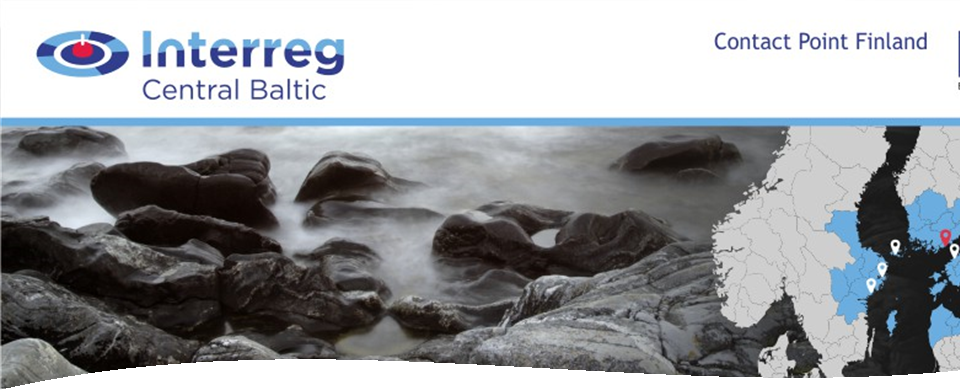 Interreg
Central Baltic
Contact Point Finland